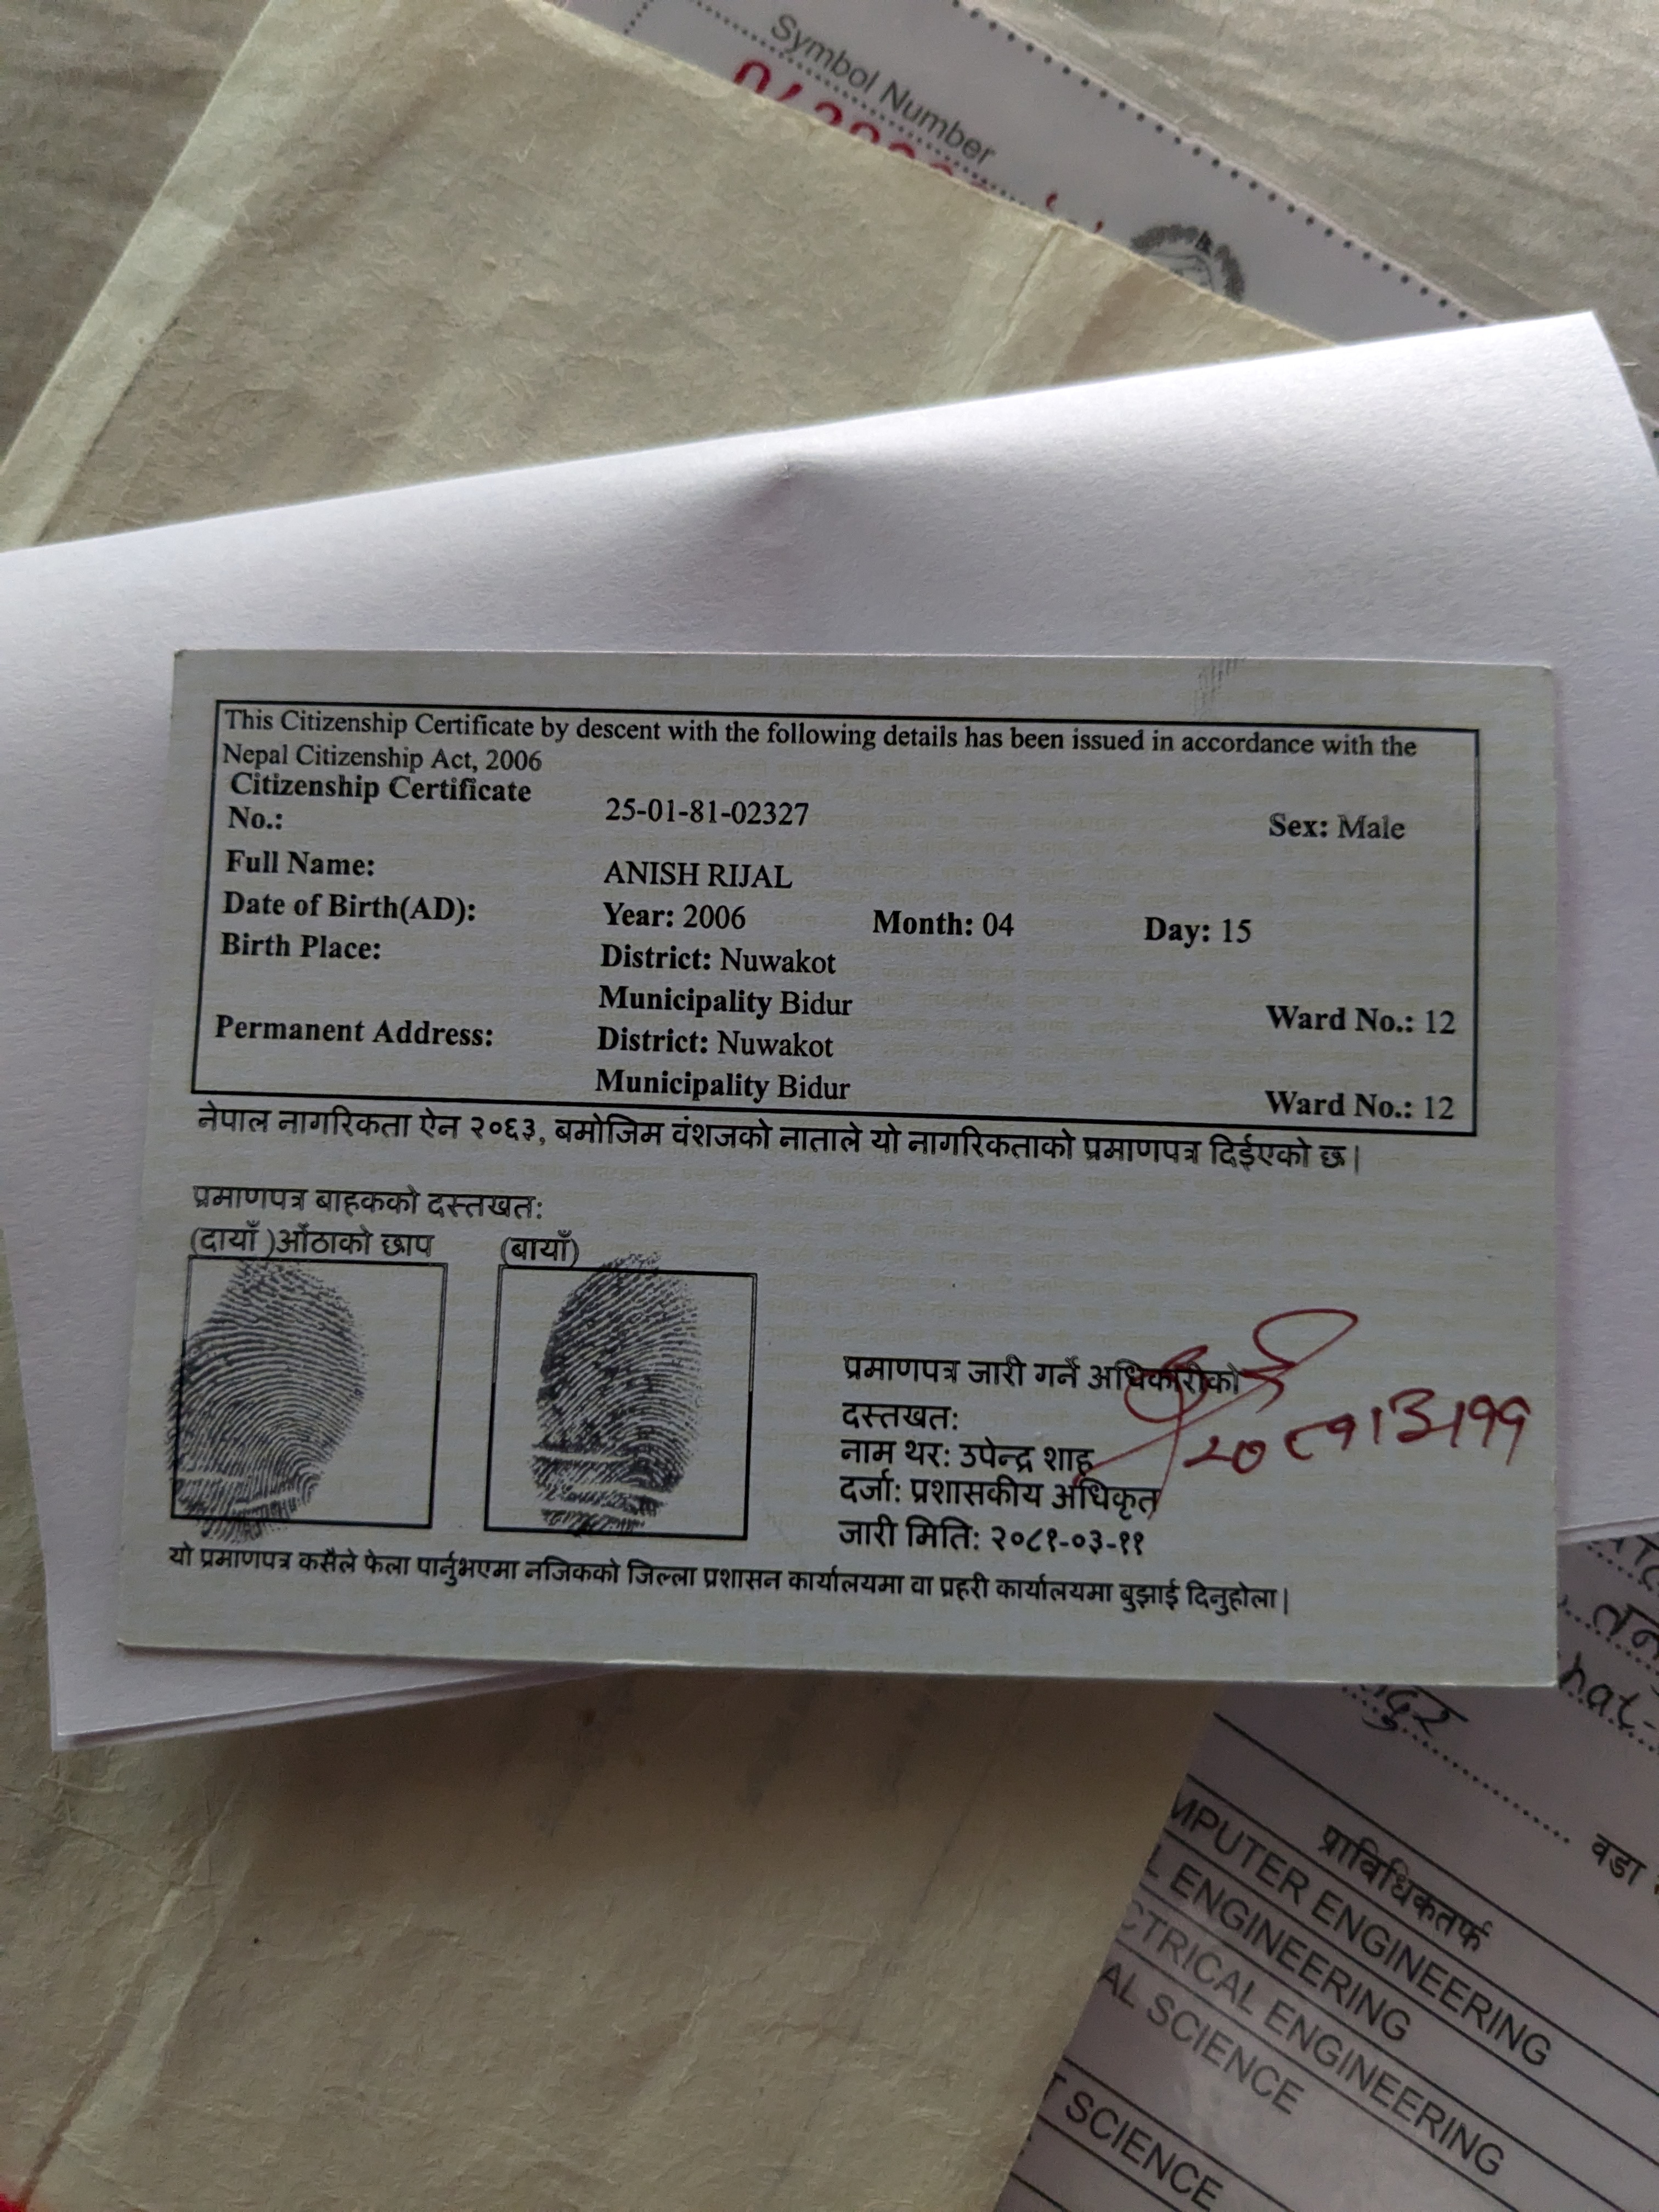 Symbol Number
This Citizenship Certificate by descent with the following details has been issued in accordance with the
Nepal Citizenship Act, 2006
Citizenship Certificate
No.: 25-01-81-02327 Sex: Male
Full Name: ANISH RIJAL
Date of Birth(AD): Year: 2006 Month: 04 Day: 15
Birth Place: District: Nuwakot
Municipality Bidur Ward No.: 12
Permanent Address: District: Nuwakot
Municipality Bidur Ward No.: 12
नेपाल नागरिकता ऐन २०६३, बमोजिम वंशजको नाताले यो नागरिकताको प्रमाणपत्र दिईएको छ|
प्रमाणपत्र बाहकको दस्तखत:
(दायाँ )औंठाको छाप (बायाँ)
प्रमाणपत्र जारी गर्ने अधिकारीको
दस्तखत:
२०८१।३।११
नाम थर: उपेन्द्र शाह
दर्जा: प्रशासकीय अधिकृत
जारी मिति: २०८१-०३-११
यो प्रमाणपत्र कसैले फेला पार्नुभएमा नजिकको जिल्ला प्रशासन कार्यालयमा वा प्रहरी कार्यालयमा बुझाई दिनुहोला|
वडा
प्राविधिकतर्फ
MPUTER ENGINEERING
L ENGINEERING
CTRICAL ENGINEERING
AL SCIENCE
T SCIENCE